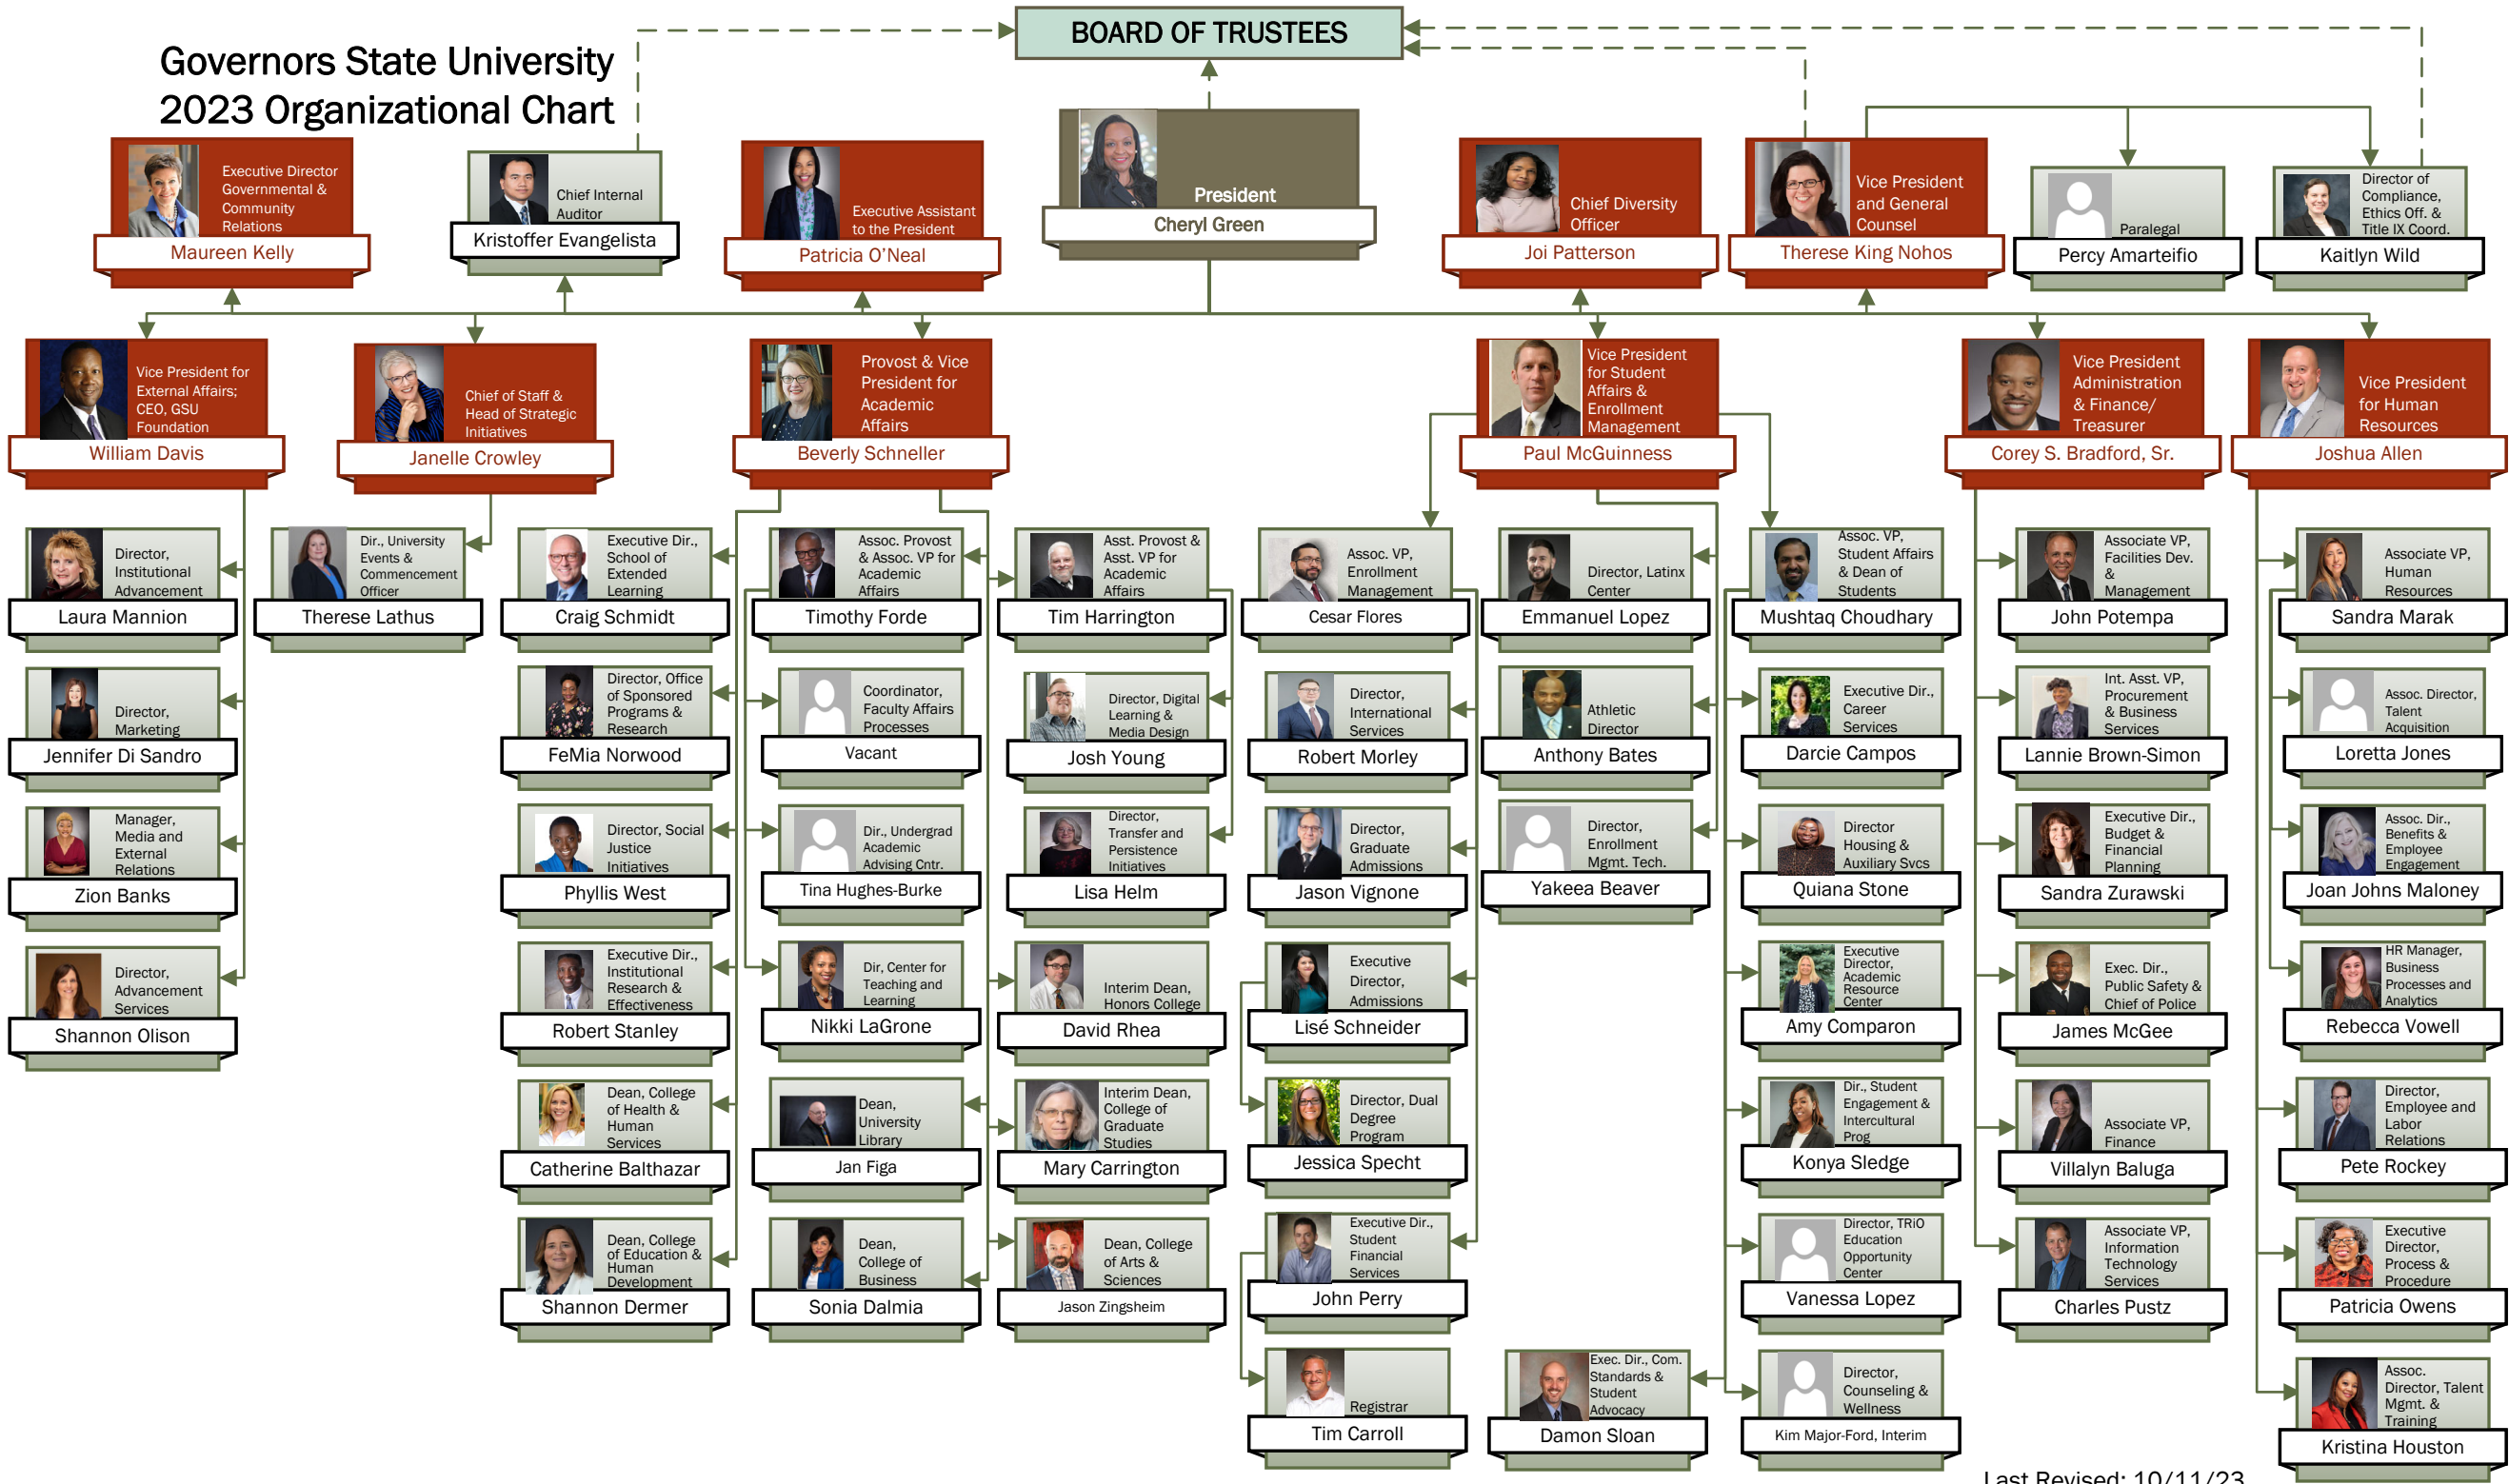 BOARD OF TRUSTEES
Governors State University
2023 Organizational Chart
Executive Director
Governmental &
Community
Relations
Maureen Kelly
Chief Internal
Auditor
Kristoffer Evangelista
Executive Assistant
to the President
Patricia O'Neal
President
Cheryl Green
Chief Diversity
Officer
Joi Patterson
Vice President
and General
Counsel
Therese King Nohos
Paralegal
Percy Amarteifio
Director of
Compliance,
Ethics Off. &
Title IX Coord.
Kaitlyn Wild
Vice President for
External Affairs;
CEO, GSU
Foundation
William Davis
Chief of Staff &
Head of Strategic
Initiatives
Janelle Crowley
Provost & Vice
President for
Academic
Affairs
Beverly Schneller
Vice President
for Student
Affairs &
Enrollment
Management
Paul McGuinness
Vice President
Administration
& Finance/
Treasurer
Corey S. Bradford, Sr.
Vice President
for Human
Resources
Joshua Allen
Director,
Institutional
Advancement
Laura Mannion
Dir., University
Events &
Commencement
Officer
Therese Lathus
Executive Dir.,
School of
Extended
Learning
Craig Schmidt
Assoc. Provost
& Assoc. VP for
Academic
Affairs
Timothy Forde
Asst. Provost &
Asst. VP for
Academic
Affairs
Tim Harrington
Assoc. VP,
Enrollment
Management
Cesar Flores
Director, Latinx
Center
Emmanuel Lopez
Assoc. VP,
Student Affairs
& Dean of
Students
Mushtaq Choudhary
Associate VP,
Facilities Dev.
&
Management
John Potempa
Associate VP,
Human
Resources
Sandra Marak
Director,
Marketing
Jennifer Di Sandro
Director, Office
of Sponsored
Programs &
Research
FeMia Norwood
Coordinator,
Faculty Affairs
Processes
Vacant
Director, Digital
Learning &
Media Design
Josh Young
Director,
International
Services
Robert Morley
Athletic
Director
Anthony Bates
Executive Dir.,
Career
Services
Darcie Campos
Int. Asst. VP,
Procurement
& Business
Services
Lannie Brown-Simon
Assoc. Director,
Talent
Acquisition
Loretta Jones
Manager,
Media and
External
Relations
Zion Banks
Director, Social
Justice
Initiatives
Phyllis West
Dir., Undergrad
Academic
Advising Cntr.
Tina Hughes-Burke
Director,
Transfer and
Persistence
Initiatives
Lisa Helm
Director,
Graduate
Admissions
Jason Vignone
Director,
Enrollment
Mgmt. Tech.
Yakeea Beaver
Director
Housing &
Auxiliary Svcs
Quiana Stone
Executive Dir.,
Budget &
Financial
Planning
Sandra Zurawski
Assoc. Dir.,
Benefits &
Employee
Engagement
Joan Johns Maloney
Director,
Advancement
Services
Shannon Olison
Executive Dir.,
Institutional
Research &
Effectiveness
Robert Stanley
Dir, Center for
Teaching and
Learning
Nikki LaGrone
Interim Dean,
Honors College
David Rhea
Executive
Director,
Admissions
Lisé Schneider
Executive
Director,
Academic
Resource
Center
Amy Comparon
Exec. Dir.,
Public Safety &
Chief of Police
James McGee
HR Manager,
Business
Processes and
Analytics
Rebecca Vowell
Dean, College
of Health &
Human
Services
Catherine Balthazar
Dean,
University
Library
Jan Figa
Interim Dean,
College of
Graduate
Studies
Mary Carrington
Director, Dual
Degree
Program
Jessica Specht
Dir., Student
Engagement &
Intercultural
Prog
Konya Sledge
Associate VP,
Finance
Villalyn Baluga
Director,
Employee and
Labor
Relations
Pete Rockey
Dean, College
of Education &
Human
Development
Shannon Dermer
Dean,
College of
Business
Sonia Dalmia
Dean, College
of Arts &
Sciences
Jason Zingsheim
Executive Dir.,
Student
Financial
Services
John Perry
Director, TRiO
Education
Opportunity
Center
Vanessa Lopez
Associate VP,
Information
Technology
Services
Charles Pustz
Executive
Director,
Process &
Procedure
Patricia Owens
Registrar
Tim Carroll
Exec. Dir., Com.
Standards &
Student
Advocacy
Damon Sloan
Director,
Counseling &
Wellness
Kim Major-Ford, Interim
Assoc.
Director, Talent
Mgmt. &
Training
Kristina Houston
Last Revised: 10/11/23